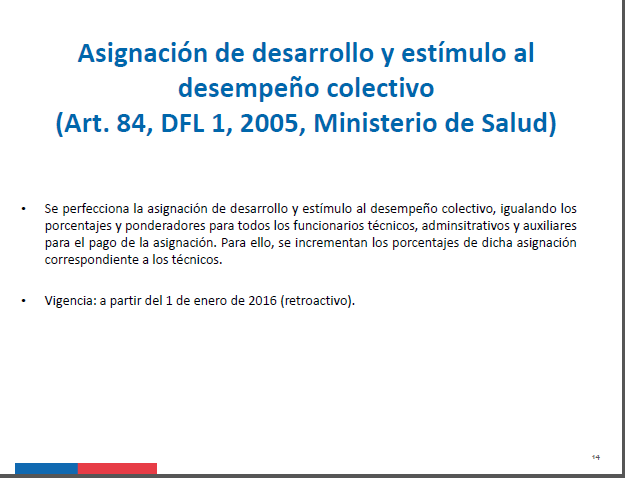 Asignación de desarrollo y estímulo al
desempeño colectivo
(Art. 84, DFL 1, 2005, Ministerio de Salud)
• Se perfecciona la asignación de desarrollo y estímulo al desempeño colectivo, igualando los
porcentajes y ponderadores para todos los funcionarios técnicos, adminsitrativos y auxiliares
para el pago de la asignación. Para ello, se incrementan los porcentajes de dicha asignación
correspondiente a los técnicos.
• Vigencia: a partir del 1 de enero de 2016 (retroactivo).
14